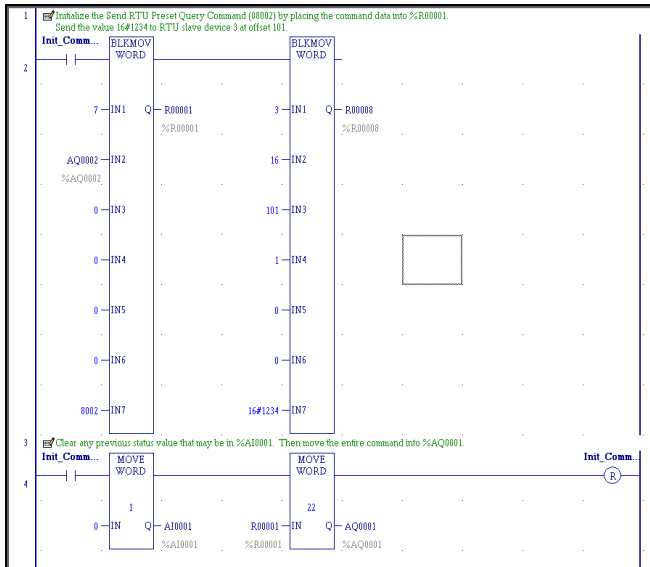 1 Initialize the Send RTU Preset Query Command (08002) by placing the command data into %R00001.
Send the value 16#1234 to RTU slave device 3 at offset 101.
Init_Comm... BLKMOV BLKMOV
WORD WORD
2
7 IN1 Q R00001 3 IN1 Q R00008
%R00001 %R00008
AQ0002 IN2 16 IN2
%AQ0002
0 IN3 101 IN3
0 IN4 1 IN4
0 IN5 0 IN5
0 IN6 0 IN6
8002 IN7 16#1234 IN7
3 Clear any previous status value that may be in %AI0001. Then move the entire command into %AQ0001.
Init_Comm... MOVE MOVE Init_Comm...
WORD WORD
R
4
1 22
0 IN Q AI0001 R00001 IN Q AQ0001
%AI0001 %R00001 %AQ0001